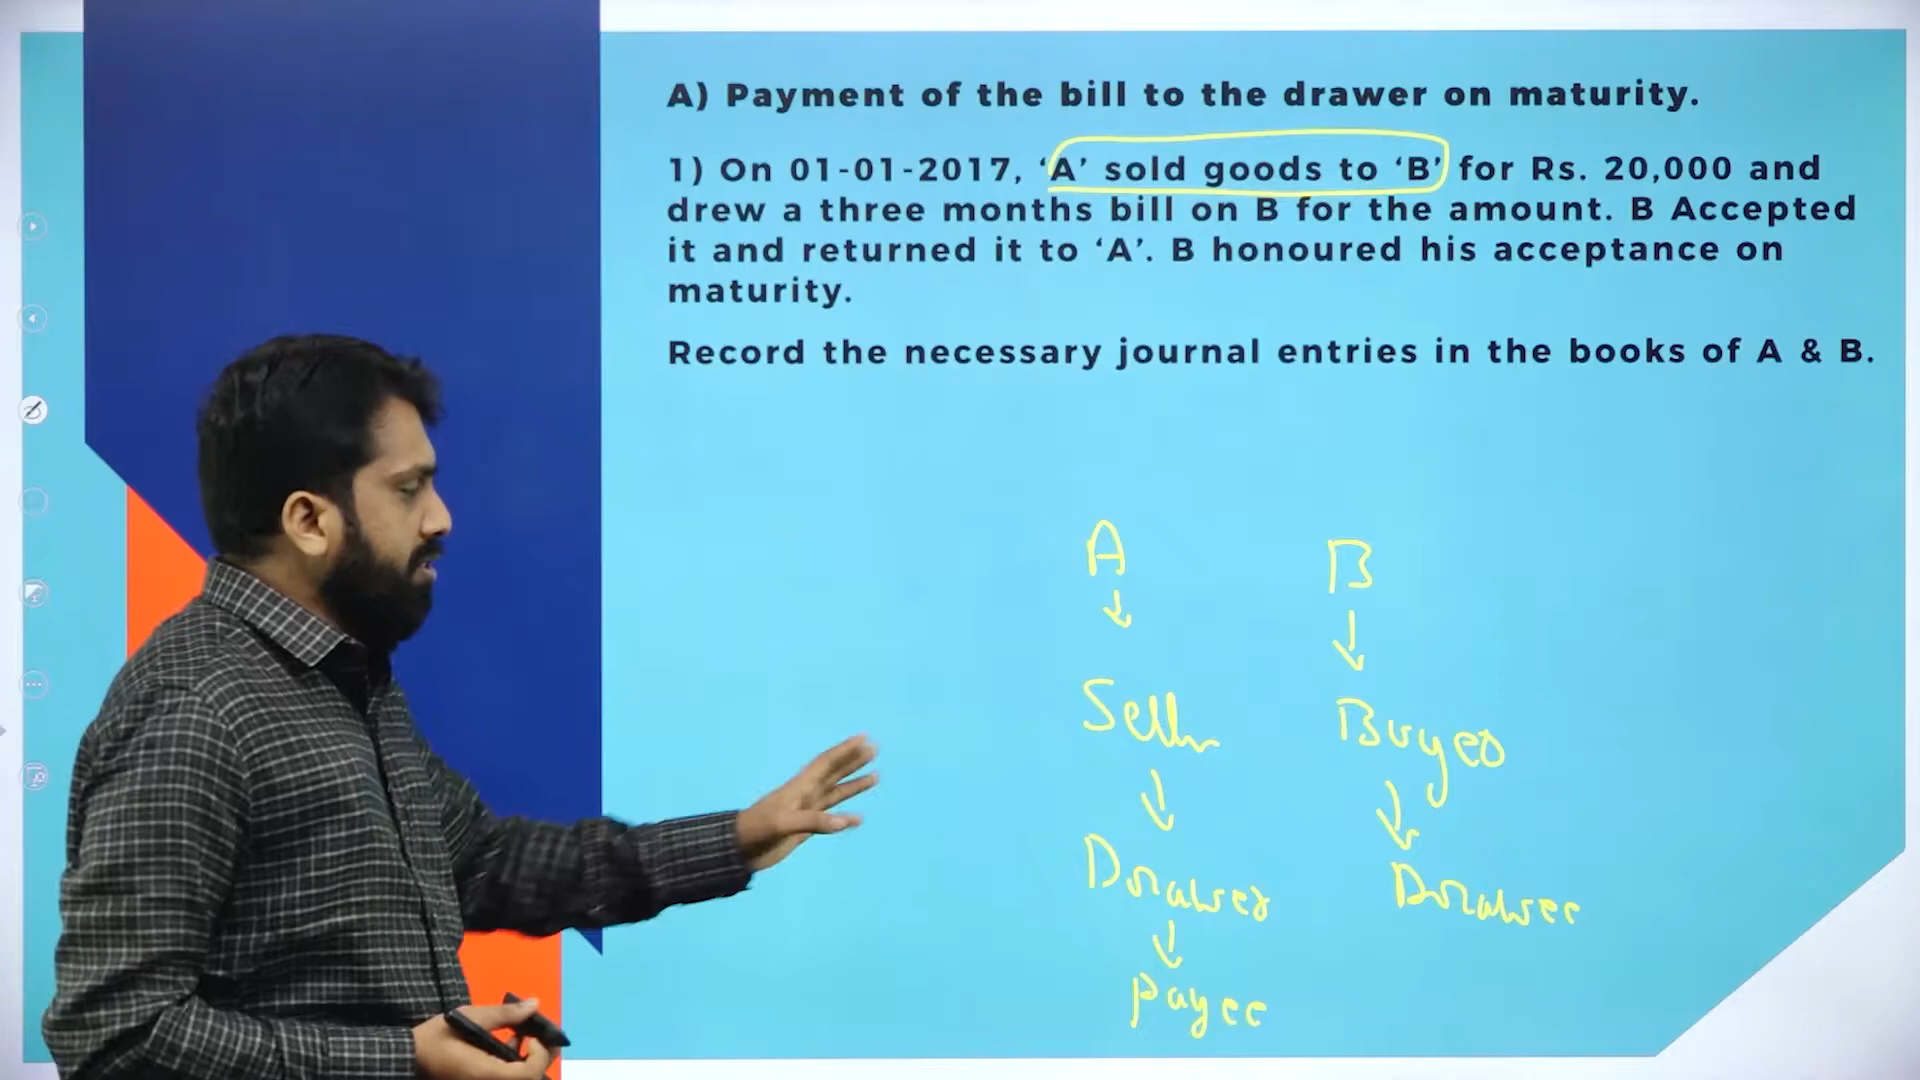 A) Payment of the bill to the drawer on maturity.
1) On 01-01-2017, ‘A’ sold goods to ‘B’ for Rs. 20,000 and
drew a three months bill on B for the amount. B Accepted
it and returned it to ‘A’. B honoured his acceptance on
maturity.
Record the necessary journal entries in the books of A & B.
A B
Seller Buyer
Drawer Drawee
Payee